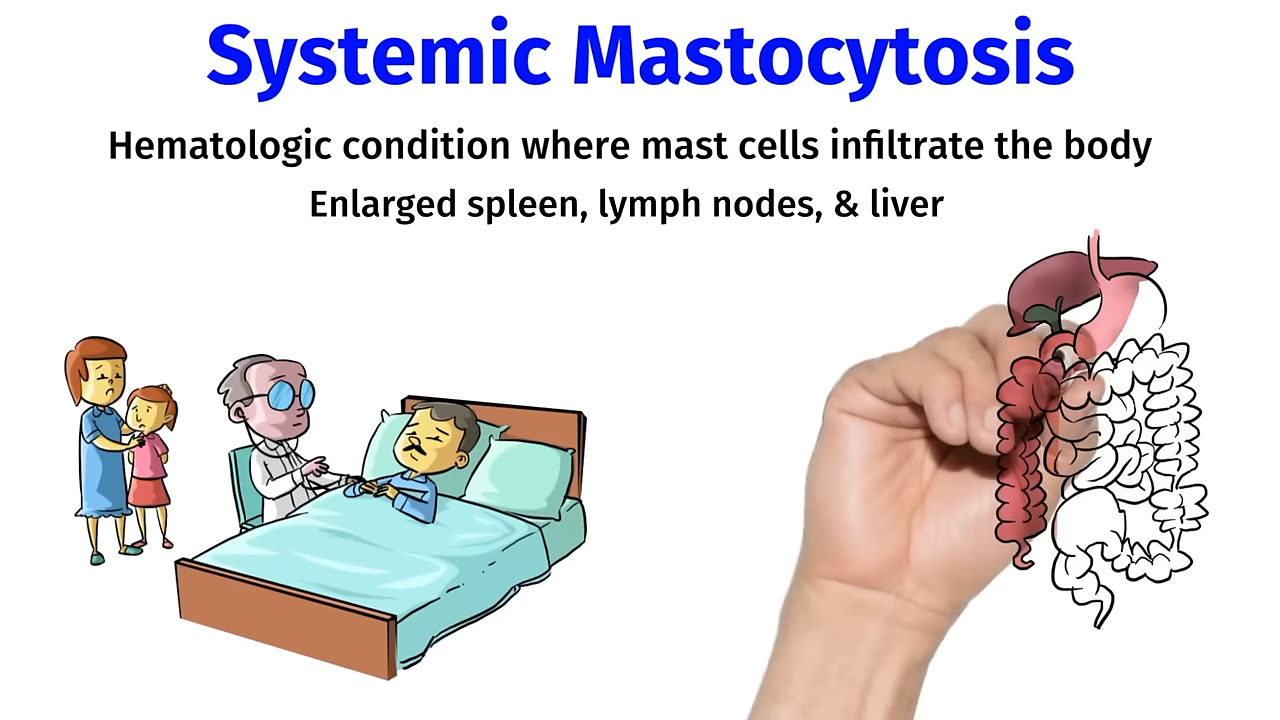 Systemic Mastocytosis
Hematologic condition where mast cells infiltrate the body
Enlarged spleen, lymph nodes, & liver